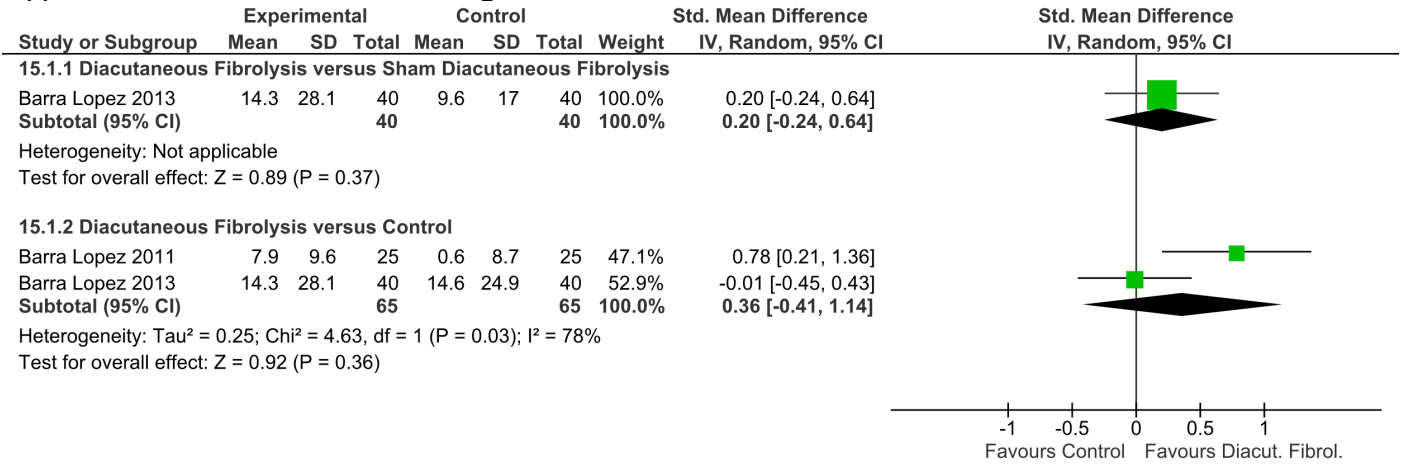 Experimental Control Std. Mean Difference Std. Mean Difference
Study or Subgroup Mean SD Total Mean SD Total Weight IV, Random, 95% CI IV, Random, 95% CI
15.1.1 Diacutaneous Fibrolysis versus Sham Diacutaneous Fibrolysis
Barra Lopez 2013 14.3 28.1 40 9.6 17 40 100.0% 0.20 [-0.24, 0.64]
Subtotal (95% CI) 40 40 100.0% 0.20 [-0.24, 0.64]
Heterogeneity: Not applicable
Test for overall effect: Z = 0.89 (P = 0.37)
15.1.2 Diacutaneous Fibrolysis versus Control
Barra Lopez 2011 7.9 9.6 25 0.6 8.7 25 47.1% 0.78 [0.21, 1.36]
Barra Lopez 2013 14.3 28.1 40 14.6 24.9 40 52.9% -0.01 [-0.45, 0.43]
Subtotal (95% CI) 65 65 100.0% 0.36 [-0.41, 1.14]
Heterogeneity: Tau² = 0.25; Chi² = 4.63, df = 1 (P = 0.03); I² = 78%
Test for overall effect: Z = 0.92 (P = 0.36)
-1 -0.5 0 0.5 1
Favours Control Favours Diacut. Fibrol.